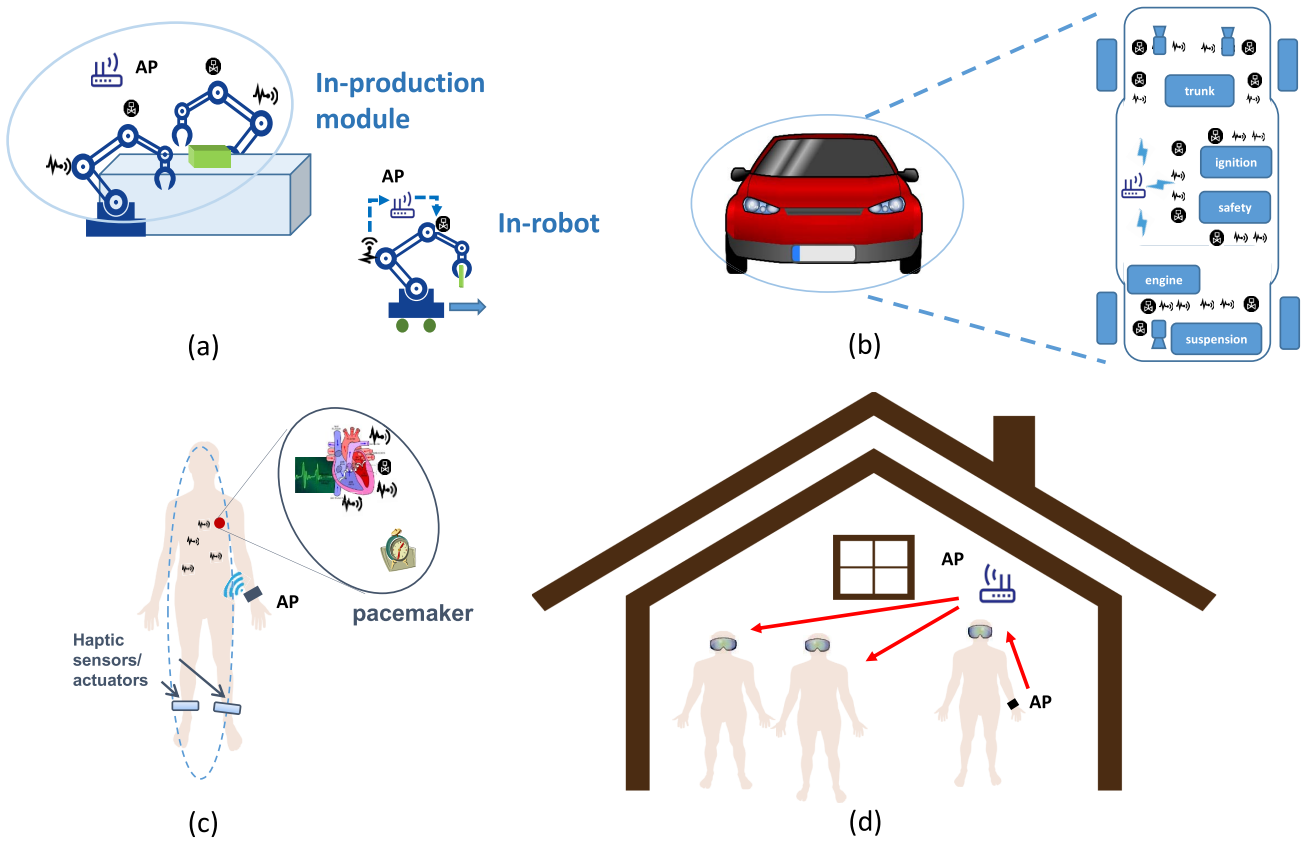 AP
In-production
module
AP
In-robot
(a)
trunk
ignition
safety
engine
suspension
(b)
AP
pacemaker
Haptic
sensors/
actuators
(c)
AP
AP
(d)